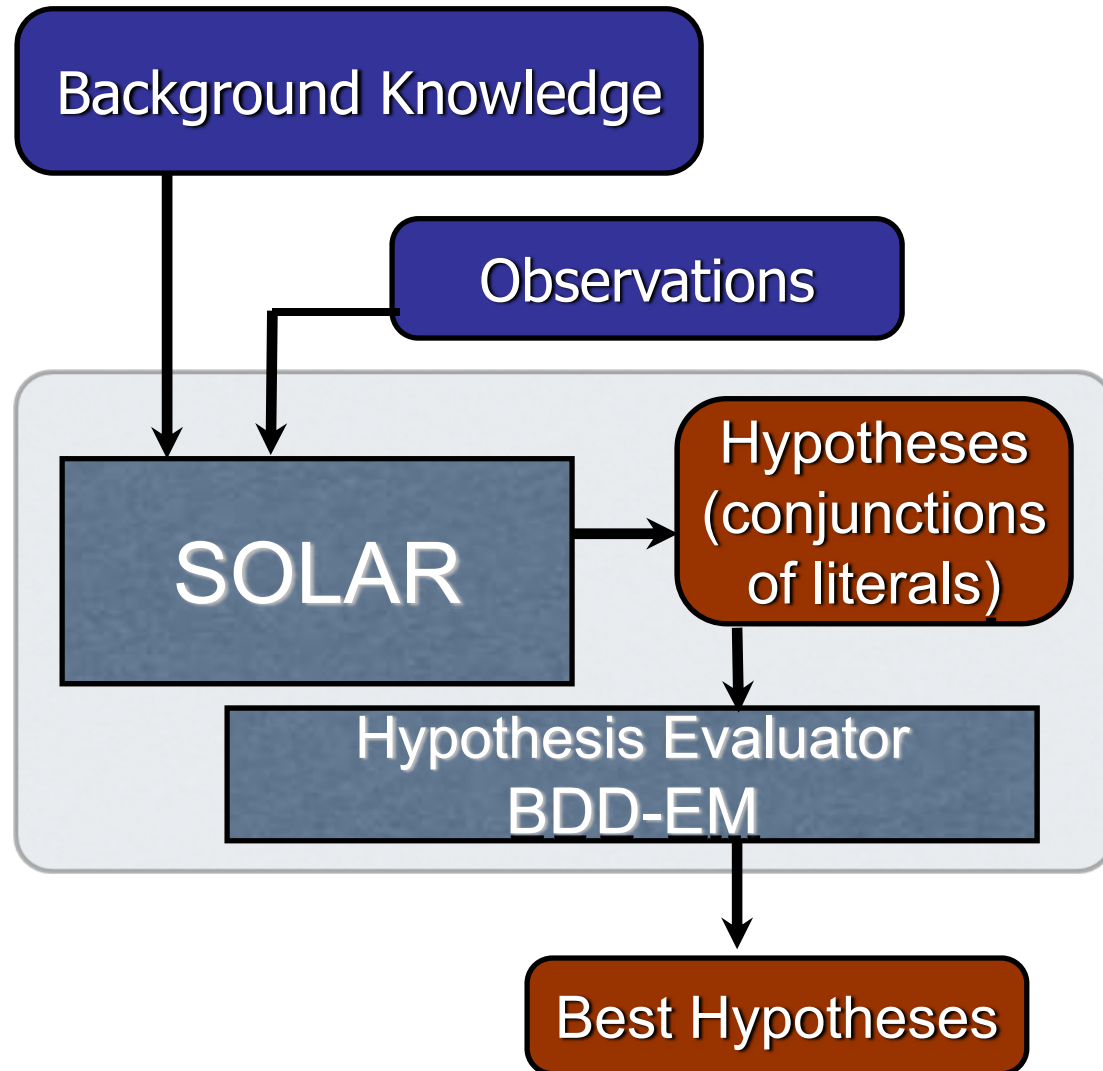 Background Knowledge
Observations
SOLAR
Hypotheses
(conjunctions
of literals)
Hypothesis Evaluator
BDD-EM
Best Hypotheses